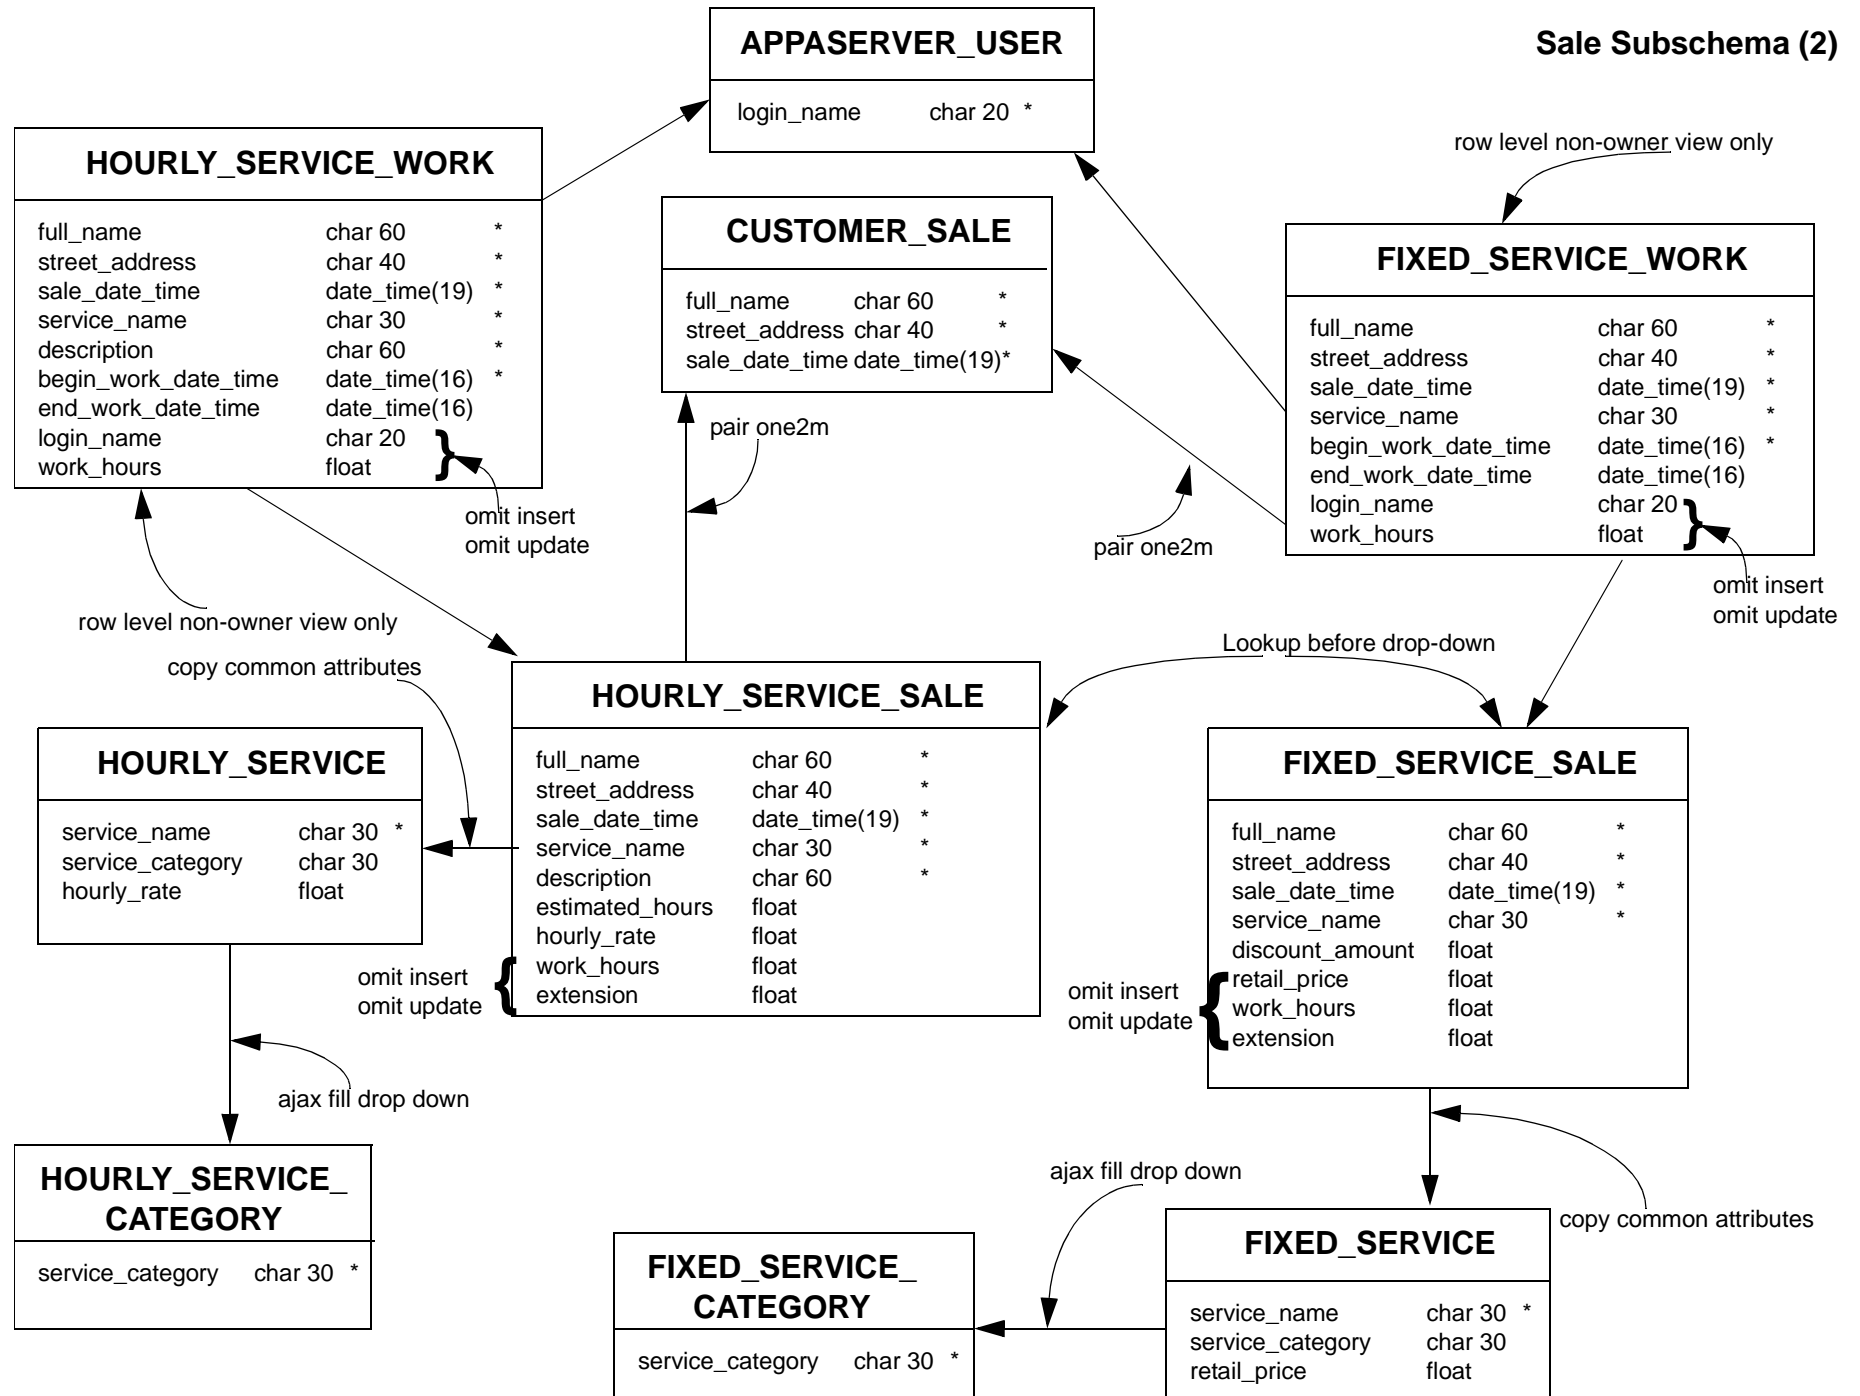 Sale Subschema (2)
APPASERVER_USER
login_name char 20 *
HOURLY_SERVICE_WORK
full_name char 60 *
street_address char 40 *
sale_date_time date_time(19) *
service_name char 30 *
description char 60 *
begin_work_date_time date_time(16) *
end_work_date_time date_time(16)
login_name char 20
work_hours float
}
omit insert
omit update
row level non-owner view only
CUSTOMER_SALE
full_name char 60 *
street_address char 40 *
sale_date_time date_time(19)*
pair one2m
row level non-owner view only
FIXED_SERVICE_WORK
full_name char 60 *
street_address char 40 *
sale_date_time date_time(19) *
service_name char 30 *
begin_work_date_time date_time(16) *
end_work_date_time date_time(16)
login_name char 20
work_hours float
}
omit insert
omit update
pair one2m
Lookup before drop-down
copy common attributes
HOURLY_SERVICE_SALE
full_name char 60 *
street_address char 40 *
sale_date_time date_time(19) *
service_name char 30 *
description char 60 *
estimated_hours float
hourly_rate float
work_hours float
extension float
{
omit insert
omit update
HOURLY_SERVICE
service_name char 30 *
service_category char 30
hourly_rate float
ajax fill drop down
HOURLY_SERVICE_
CATEGORY
service_category char 30 *
FIXED_SERVICE_SALE
full_name char 60 *
street_address char 40 *
sale_date_time date_time(19) *
service_name char 30 *
discount_amount float
retail_price float
work_hours float
extension float
{
omit insert
omit update
copy common attributes
ajax fill drop down
FIXED_SERVICE_
CATEGORY
service_category char 30 *
FIXED_SERVICE
service_name char 30 *
service_category char 30
retail_price float